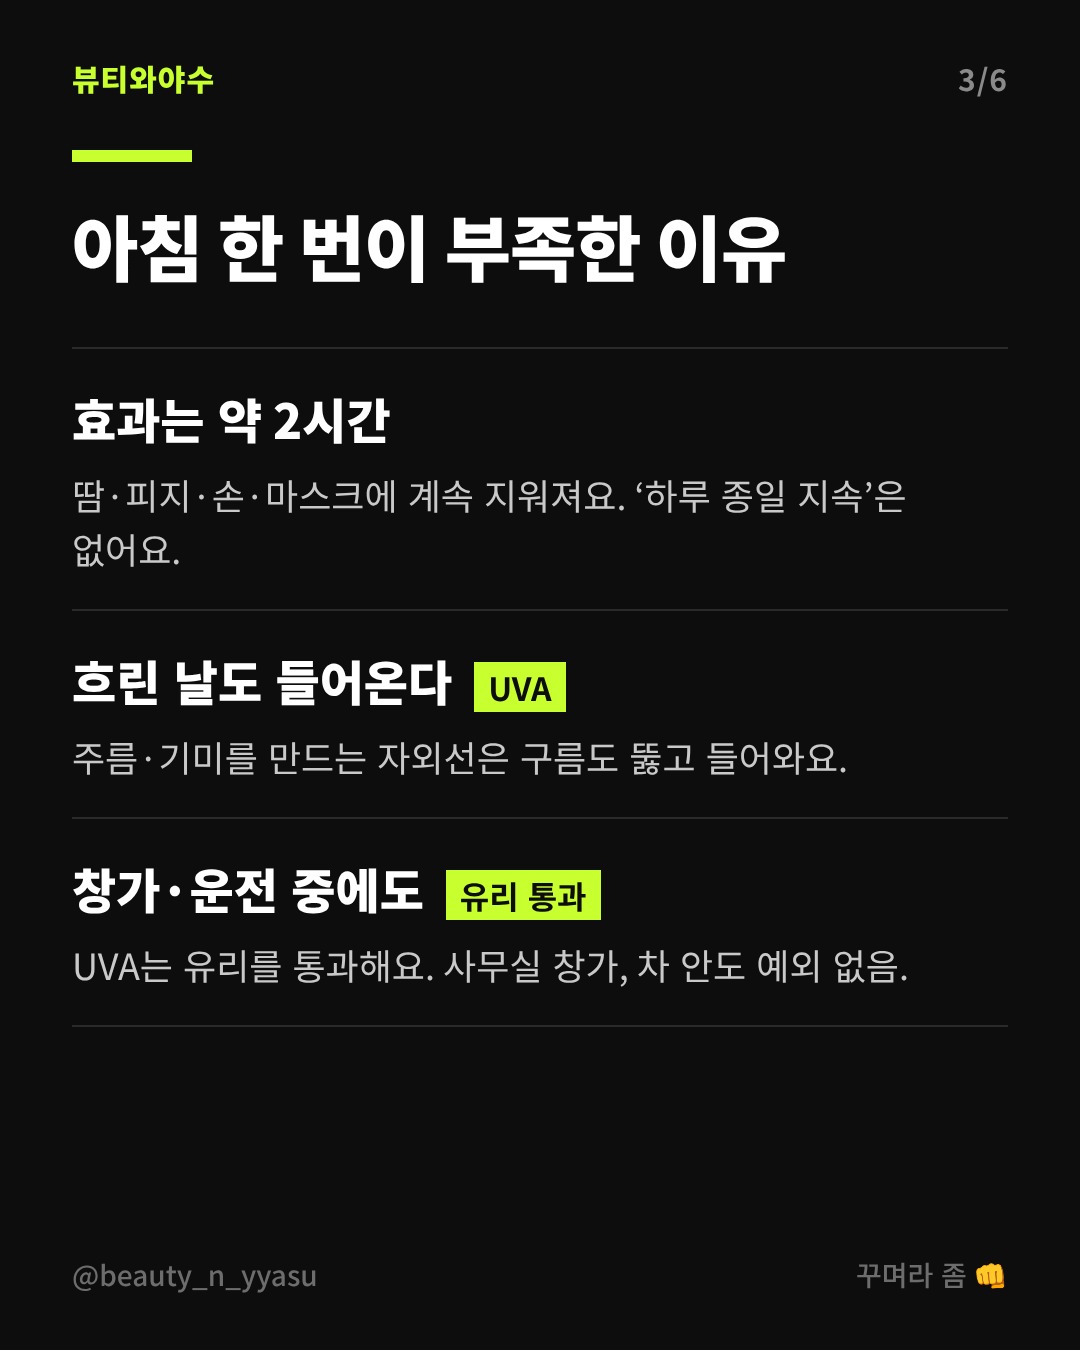 뷰티와야수
3/6
아침 한 번이 부족한 이유
효과는 약 2시간
땀·피지·손·마스크에 계속 지워져요. ‘하루 종일 지속’은
없어요.
흐린 날도 들어온다 UVA
주름·기미를 만드는 자외선은 구름도 뚫고 들어와요.
창가·운전 중에도 유리 통과
UVA는 유리를 통과해요. 사무실 창가, 차 안도 예외 없음.
@beauty_n_yyasu
꾸며라 좀 👊